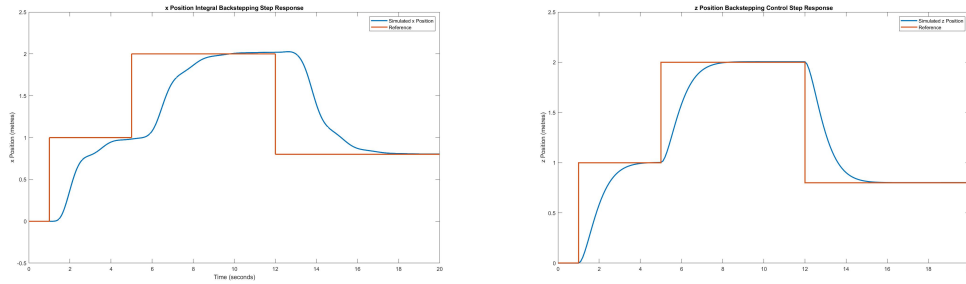 x Position Integral Backstepping Step Response
Simulated x Position
Reference
x Position (metres)
2.5
2
1.5
1
0.5
0
-0.5
0 2 4 6 8 10 12 14 16 18 20
Time (seconds)
z Position Backstepping Control Step Response
Simulated z Position
Reference
z Position (metres)
2.5
2
1.5
1
0.5
0
0 2 4 6 8 10 12 14 16 18